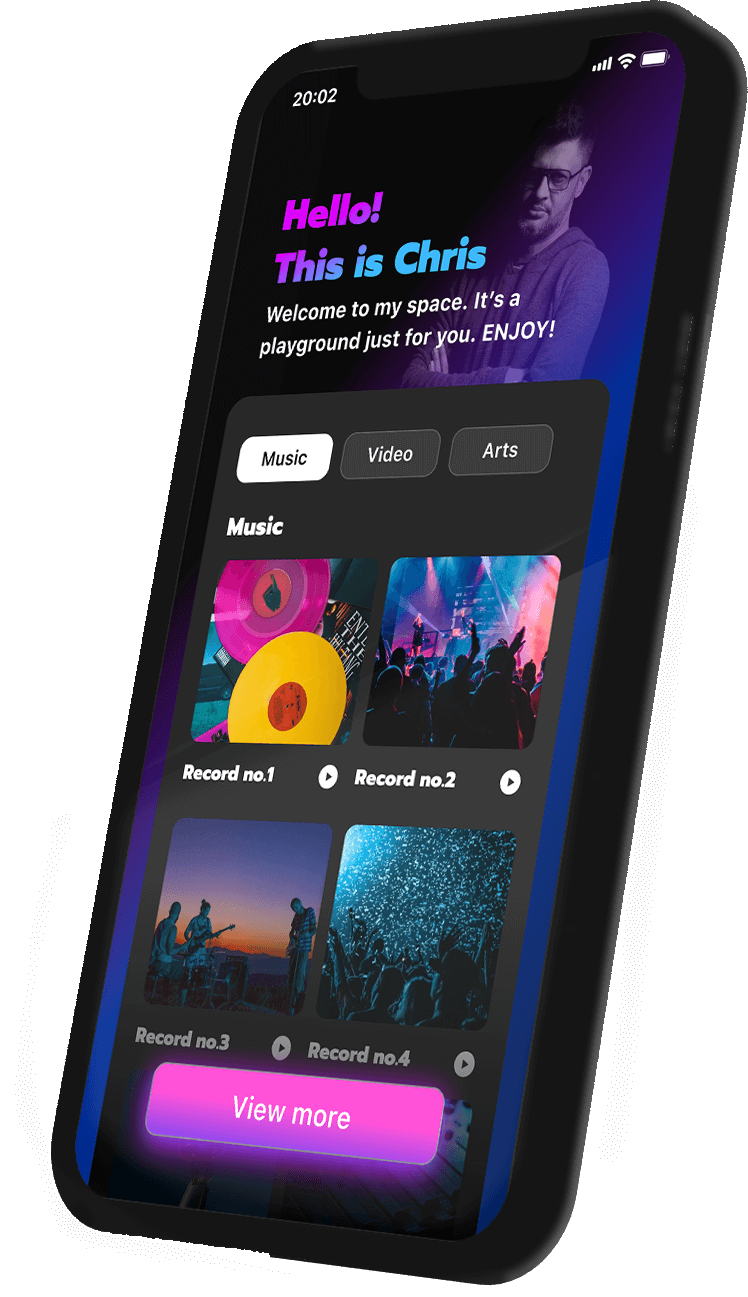 20:02
Hello!
This is Chris
Welcome to my space. It's a
playground just for you. ENJOY!
Music
Video
Arts
Music
Record no.1
Record no.2
Record no.3
Record no.4
View more